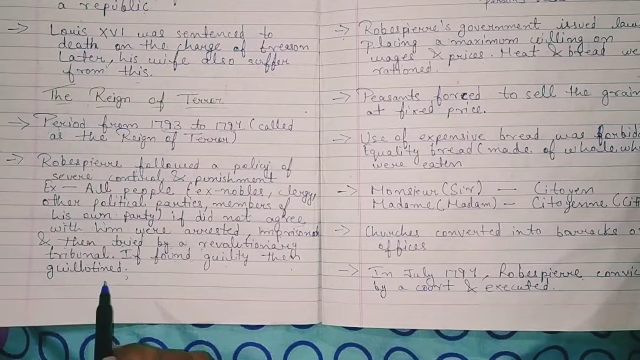 a republic
→ Louis XVI was sentenced to
death on the charge of treason
Later, his wife also suffer
from this.
The Reign of Terror
→ Period from 1793 to 1794 (called
as the Reign of Terror)
→ Robespierre followed a policy of
severe control & punishment
Ex — All people (ex-nobles, clergy,
other political parties, members of
his own party) if did not agree
with him were arrested, imprisoned
& then tried by a revolutionary
tribunal. If found guilty then
guillotined.
→ Robespierre's government issued laws
placing a maximum ceiling on
wages & prices. Meat & bread we
rationed.
→ Peasants forced to sell the grain
at fixed price.
→ Use of expensive bread was forbid
Equality bread (made of whole wh
were eaten
→ Monsieur (Sir) — Citoyen
Madame (Madam) — Citoyenne (Cit
→ Churches converted into barracks or
offices
→ In July 1794, Robespierre convic
by a court & executed.